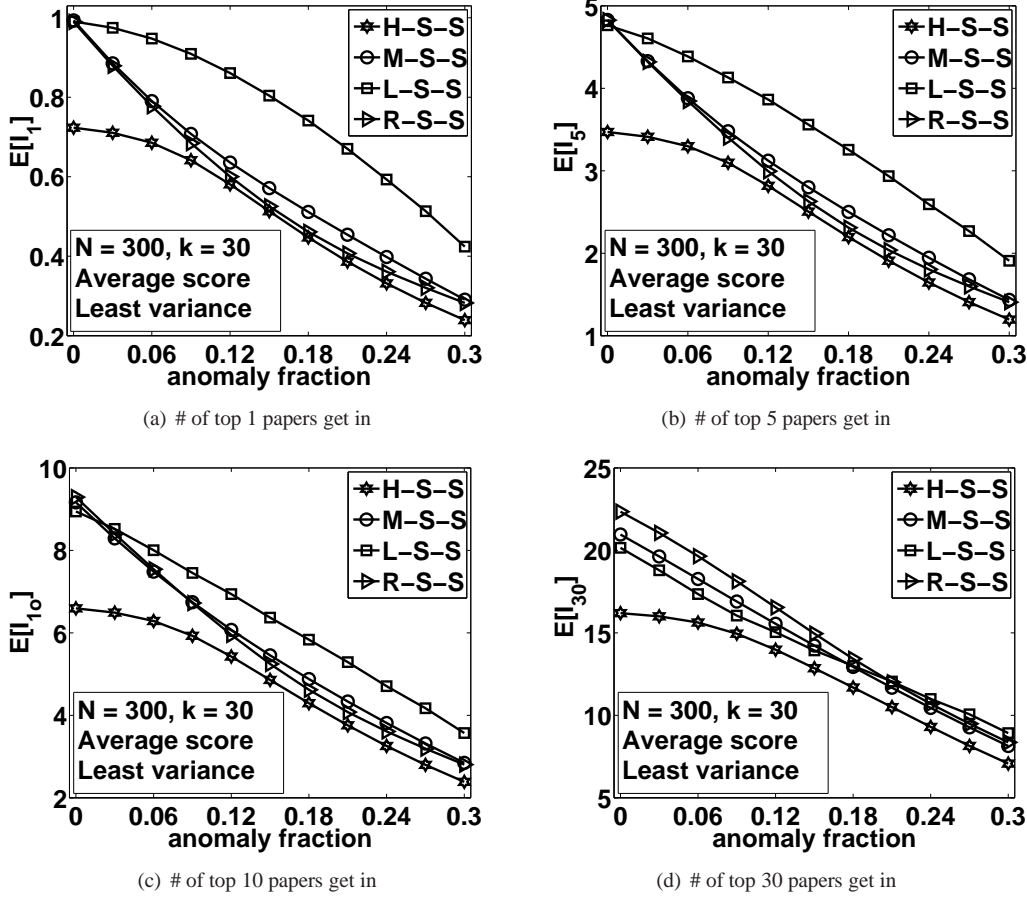 1
0.8
0.6
0.4
0.2
E[I_1]
H-S-S
M-S-S
L-S-S
R-S-S
N = 300, k = 30
Average score
Least variance
0 0.06 0.12 0.18 0.24 0.3
anomaly fraction
(a) # of top 1 papers get in
5
4
3
2
1
E[I_5]
H-S-S
M-S-S
L-S-S
R-S-S
N = 300, k = 30
Average score
Least variance
0 0.06 0.12 0.18 0.24 0.3
anomaly fraction
(b) # of top 5 papers get in
10
8
6
4
2
E[I_1o]
H-S-S
M-S-S
L-S-S
R-S-S
N = 300, k = 30
Average score
Least variance
0 0.06 0.12 0.18 0.24 0.3
anomaly fraction
(c) # of top 10 papers get in
25
20
15
10
5
E[I_30]
H-S-S
M-S-S
L-S-S
R-S-S
N = 300, k = 30
Average score
Least variance
0 0.06 0.12 0.18 0.24 0.3
anomaly fraction
(d) # of top 30 papers get in